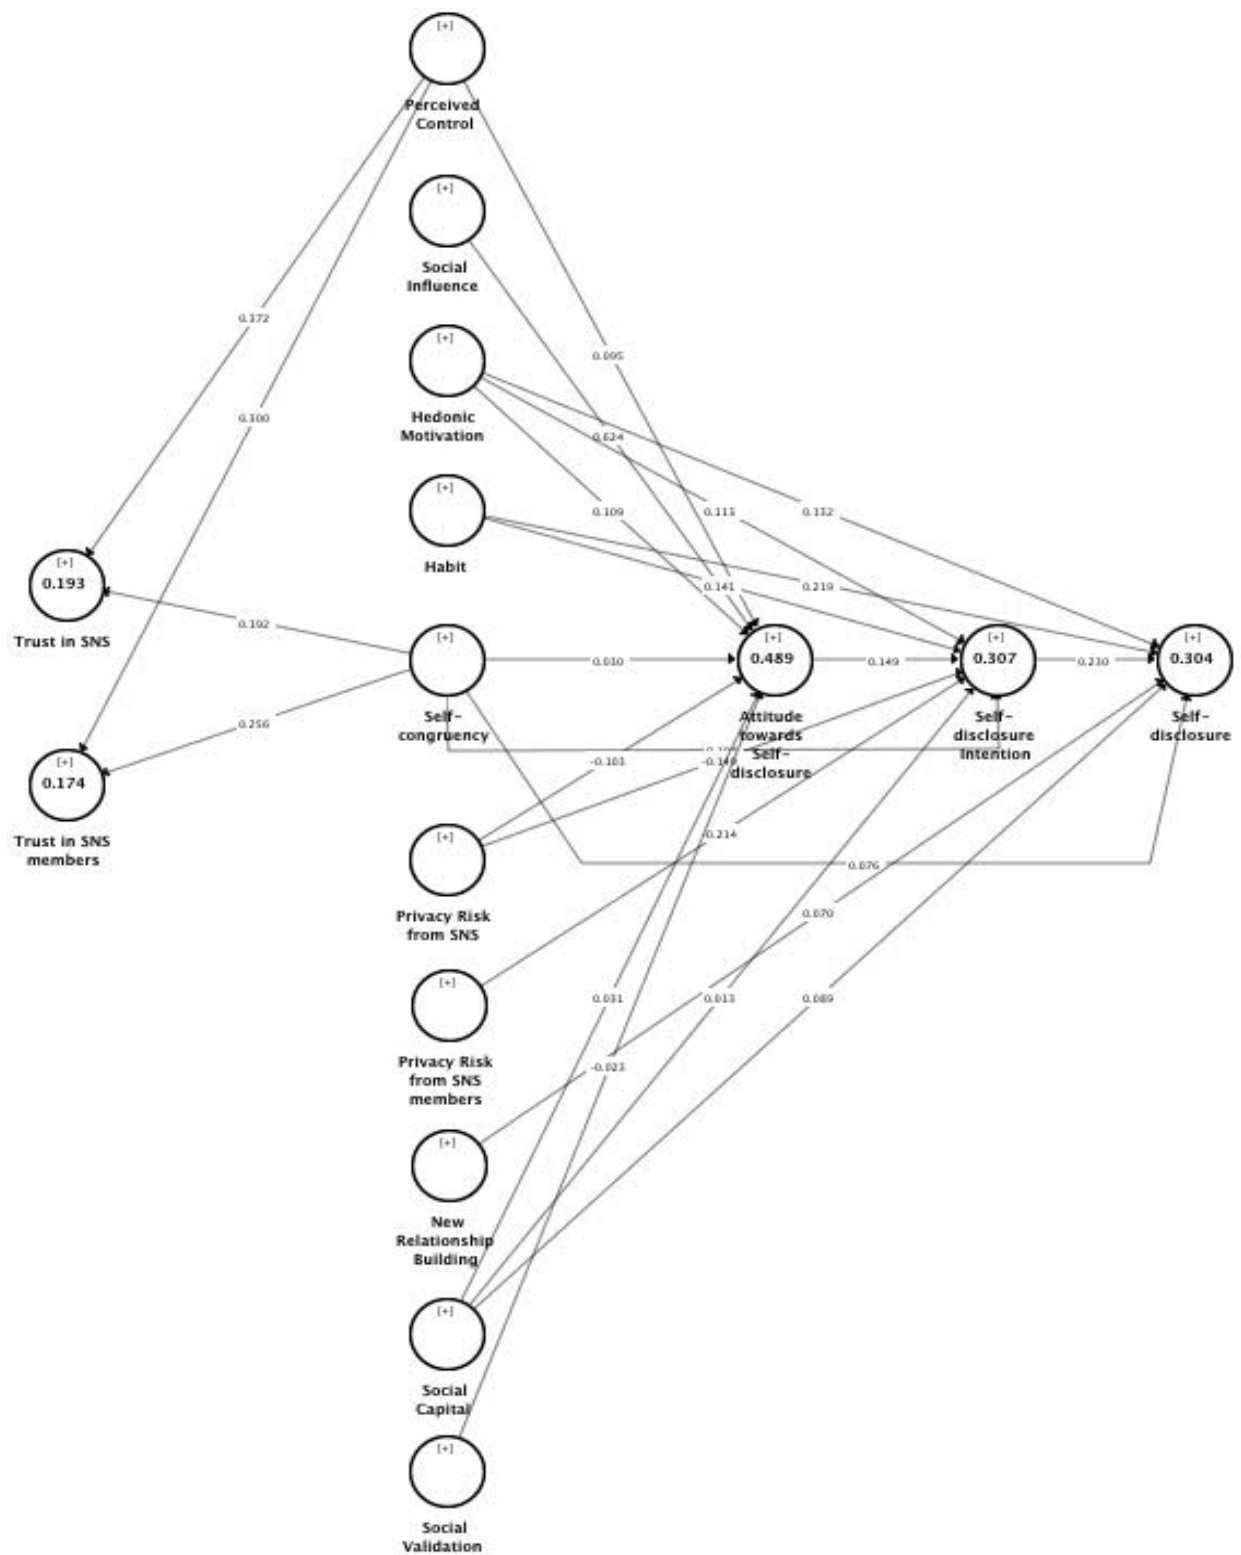 [+]
Perceived
Control
[+]
Social
Influence
[+]
Hedonic
Motivation
[+]
Habit
[+]
Self-
congruency
[+]
Privacy Risk
from SNS
[+]
Privacy Risk
from SNS
members
[+]
New
Relationship
Building
[+]
Social
Capital
[+]
Social
Validation
[+]
0.193
Trust in SNS
[+]
0.174
Trust in SNS
members
[+]
0.489
Attitude
towards
Self-
disclosure
[+]
0.307
Self-
disclosure
Intention
[+]
0.304
Self-
disclosure
0.372
0.300
0.192
0.256
0.095
0.024
0.109
0.113
0.132
0.141
0.219
0.030
0.149
0.230
-0.103
-0.214
0.076
0.070
0.031
0.013
0.089
-0.023